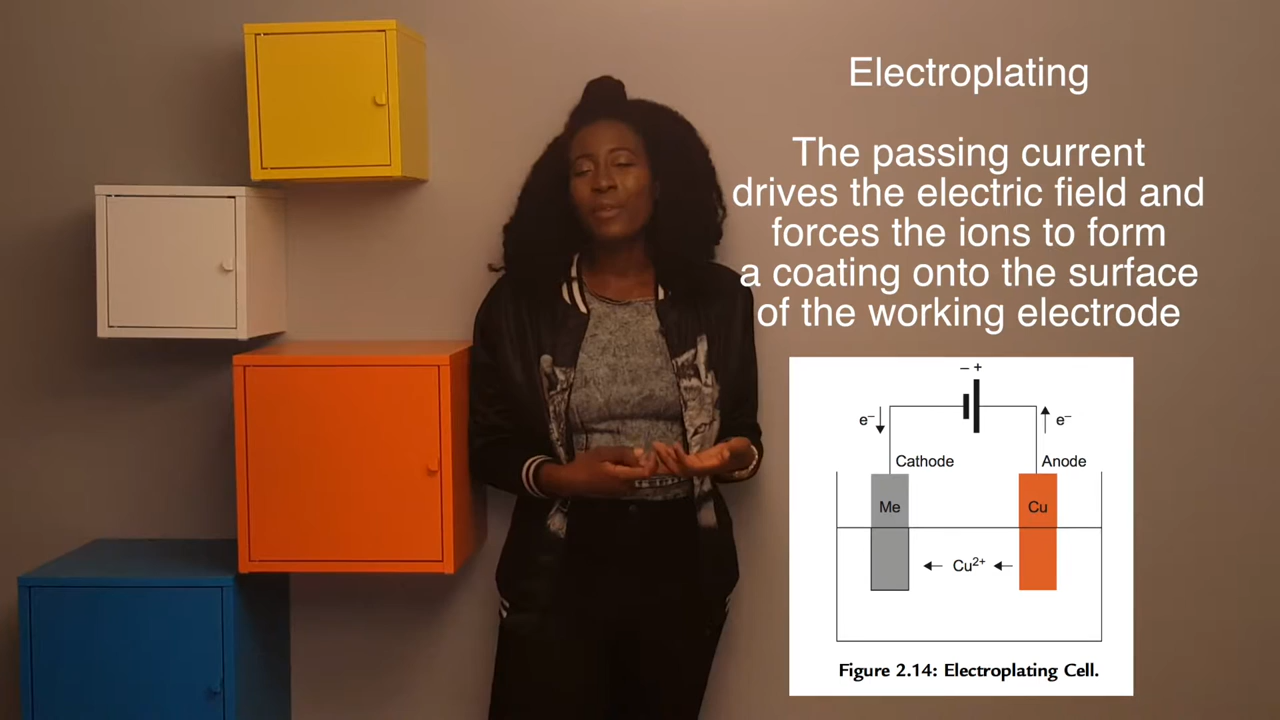 Electroplating
The passing current
drives the electric field and
forces the ions to form
a coating onto the surface
of the working electrode
– +
e⁻ e⁻
Cathode Anode
Me Cu
Cu²⁺
Figure 2.14: Electroplating Cell.